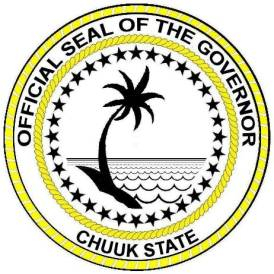 OFFICIAL SEAL OF THE GOVERNOR
CHUUK STATE